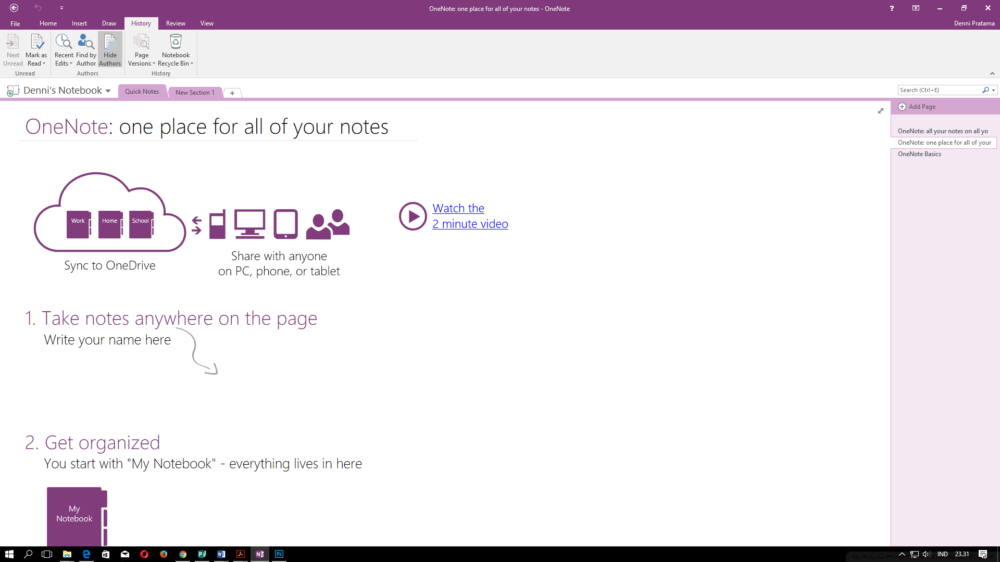 OneNote: one place for all of your notes - OneNote
?
File Home Insert Draw History Review View
Denni Pratama
Next Unread
Mark as Read
Recent Edits
Find by Author
Hide Authors
Page Versions
Notebook Recycle Bin
Unread
Authors
History
Denni's Notebook
Quick Notes
New Section 1
+
Search (Ctrl+E)
Add Page
OneNote: all your notes on all yo
OneNote: one place for all of your
OneNote Basics
OneNote: one place for all of your notes
Work
Home
School
Sync to OneDrive
Share with anyone
on PC, phone, or tablet
Watch the
2 minute video
1. Take notes anywhere on the page
Write your name here
2. Get organized
You start with "My Notebook" - everything lives in here
My
Notebook
IND
23.31